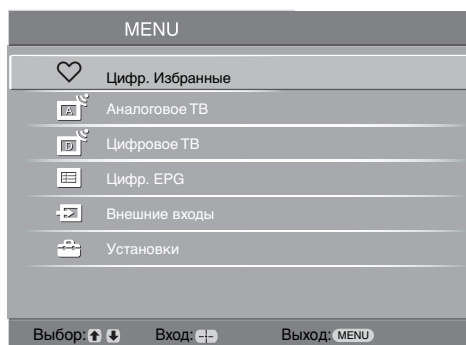 MENU
Цифр. Избранные
A Аналоговое ТВ
D Цифровое ТВ
Цифр. EPG
Внешние входы
Установки
Выбор: Вход: Выход: MENU